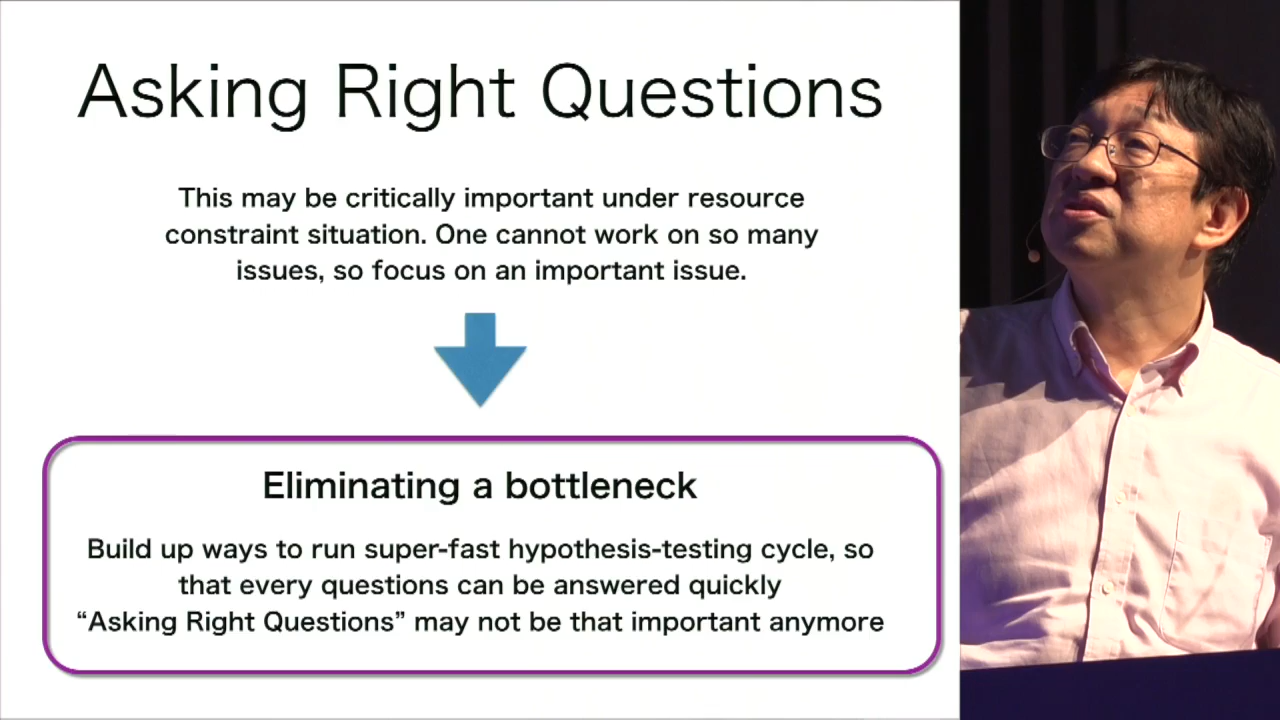 Asking Right Questions
This may be critically important under resource
constraint situation. One cannot work on so many
issues, so focus on an important issue.
Eliminating a bottleneck
Build up ways to run super-fast hypothesis-testing cycle, so
that every questions can be answered quickly
“Asking Right Questions” may not be that important anymore